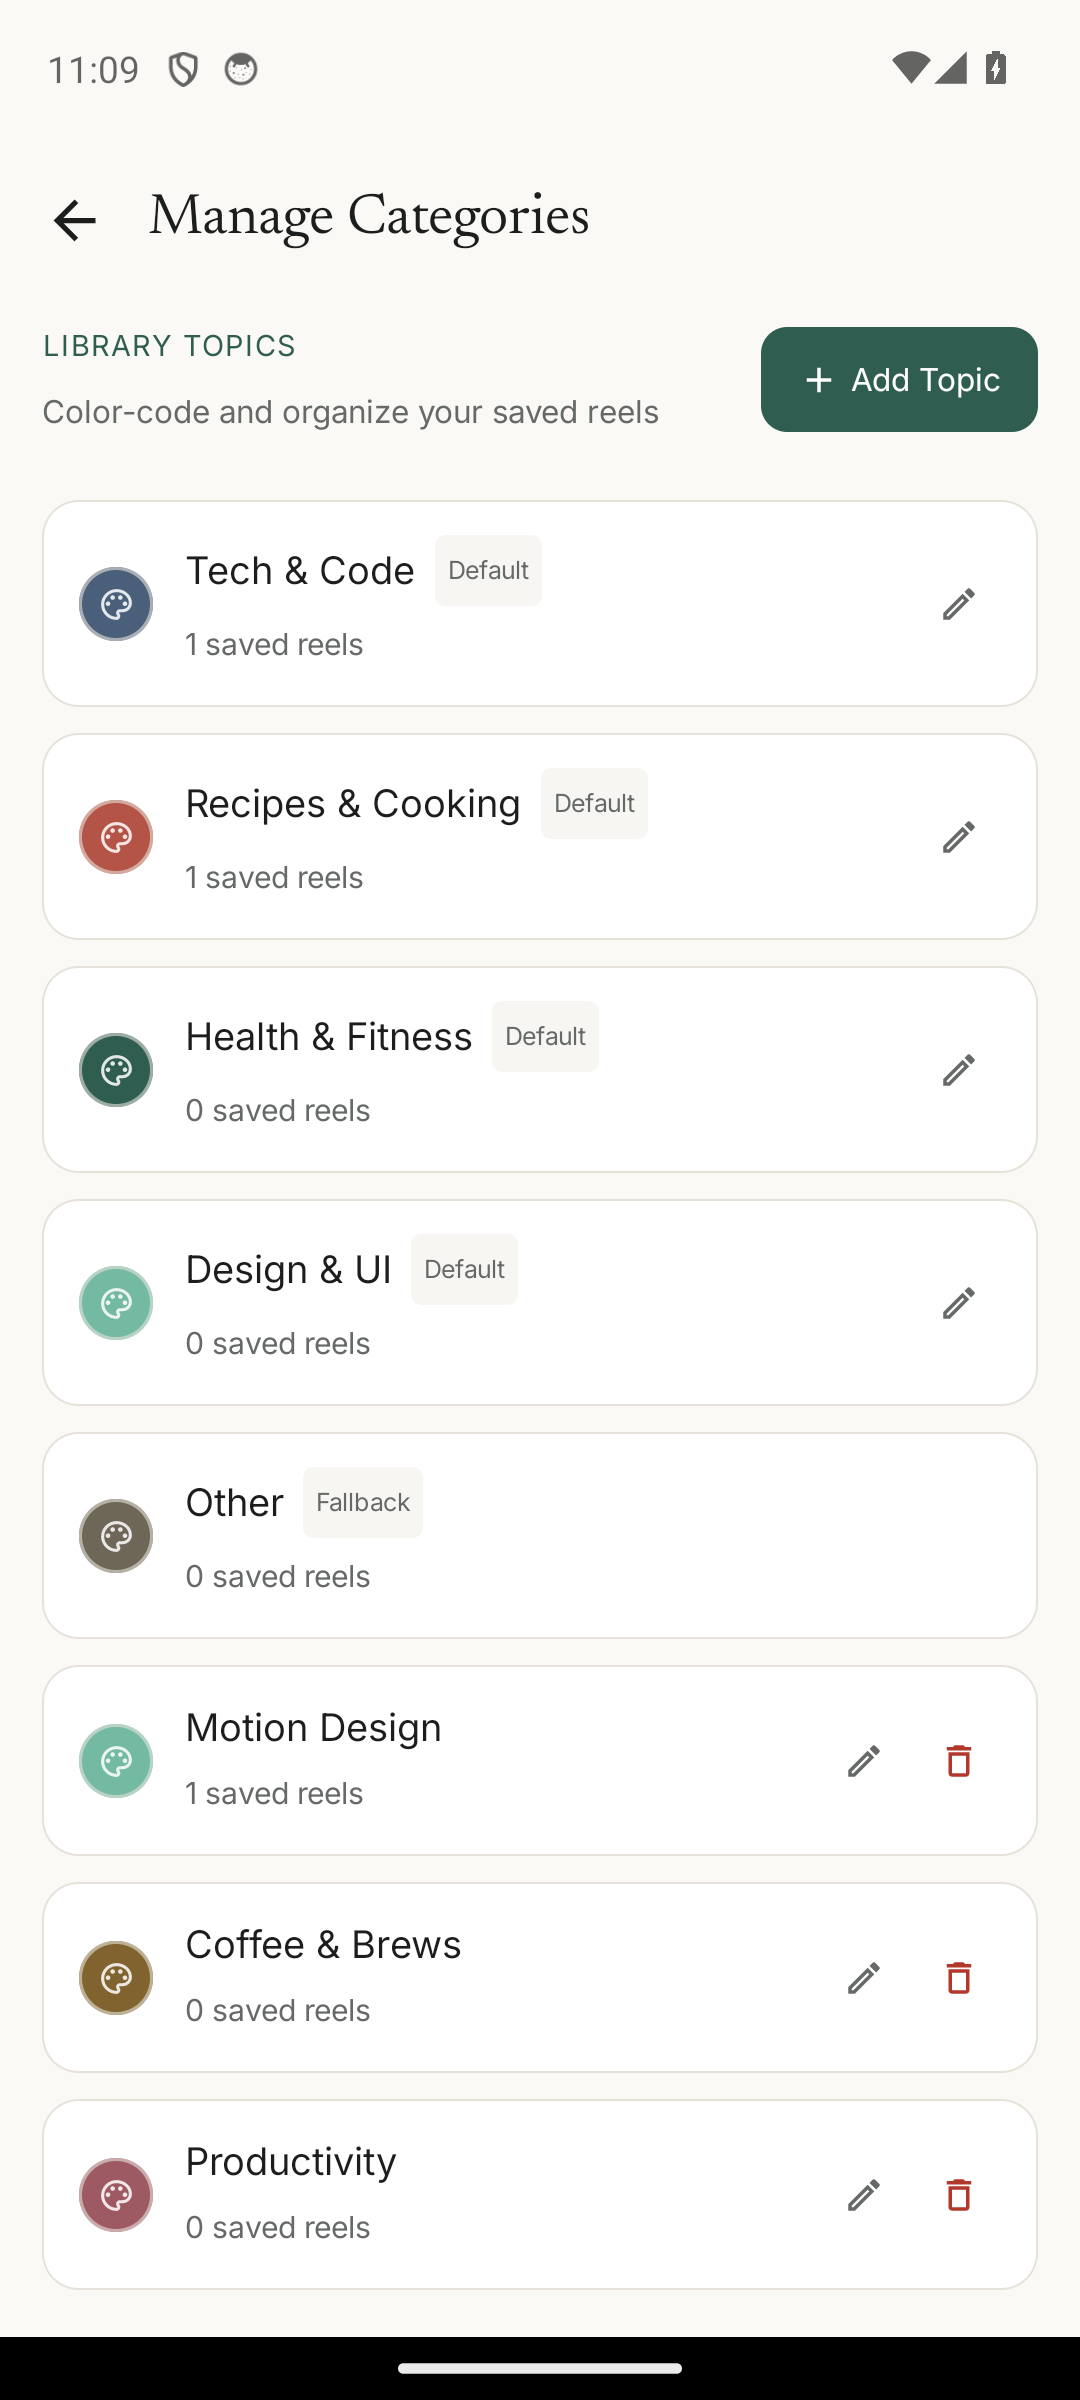 11:09
Manage Categories
LIBRARY TOPICS
Color-code and organize your saved reels
+ Add Topic
Tech & Code Default
1 saved reels
Recipes & Cooking Default
1 saved reels
Health & Fitness Default
0 saved reels
Design & UI Default
0 saved reels
Other Fallback
0 saved reels
Motion Design
1 saved reels
Coffee & Brews
0 saved reels
Productivity
0 saved reels